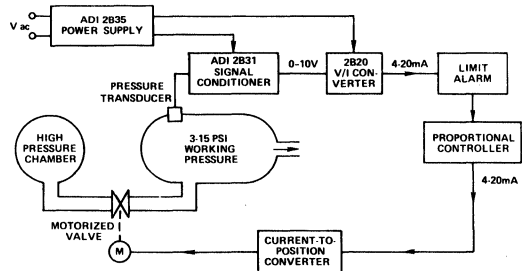 V ac
ADI 2B35
POWER SUPPLY
ADI 2B31
SIGNAL
CONDITIONER
0-10V
2B20
V/I CON-
VERTER
4-20mA
LIMIT
ALARM
PRESSURE
TRANSDUCER
HIGH
PRESSURE
CHAMBER
3-15 PSI
WORKING
PRESSURE
PROPORTIONAL
CONTROLLER
4-20mA
MOTORIZED
VALVE
M
CURRENT-TO-
POSITION
CONVERTER